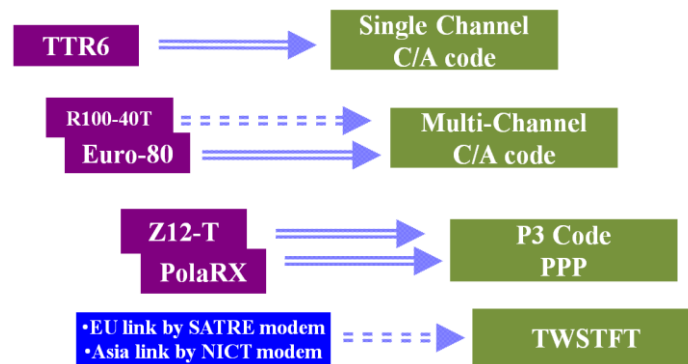 TTR6
Single Channel
C/A code
R100-40T
Euro-80
Multi-Channel
C/A code
Z12-T
PolaRX
P3 Code
PPP
•EU link by SATRE modem
•Asia link by NICT modem
TWSTFT